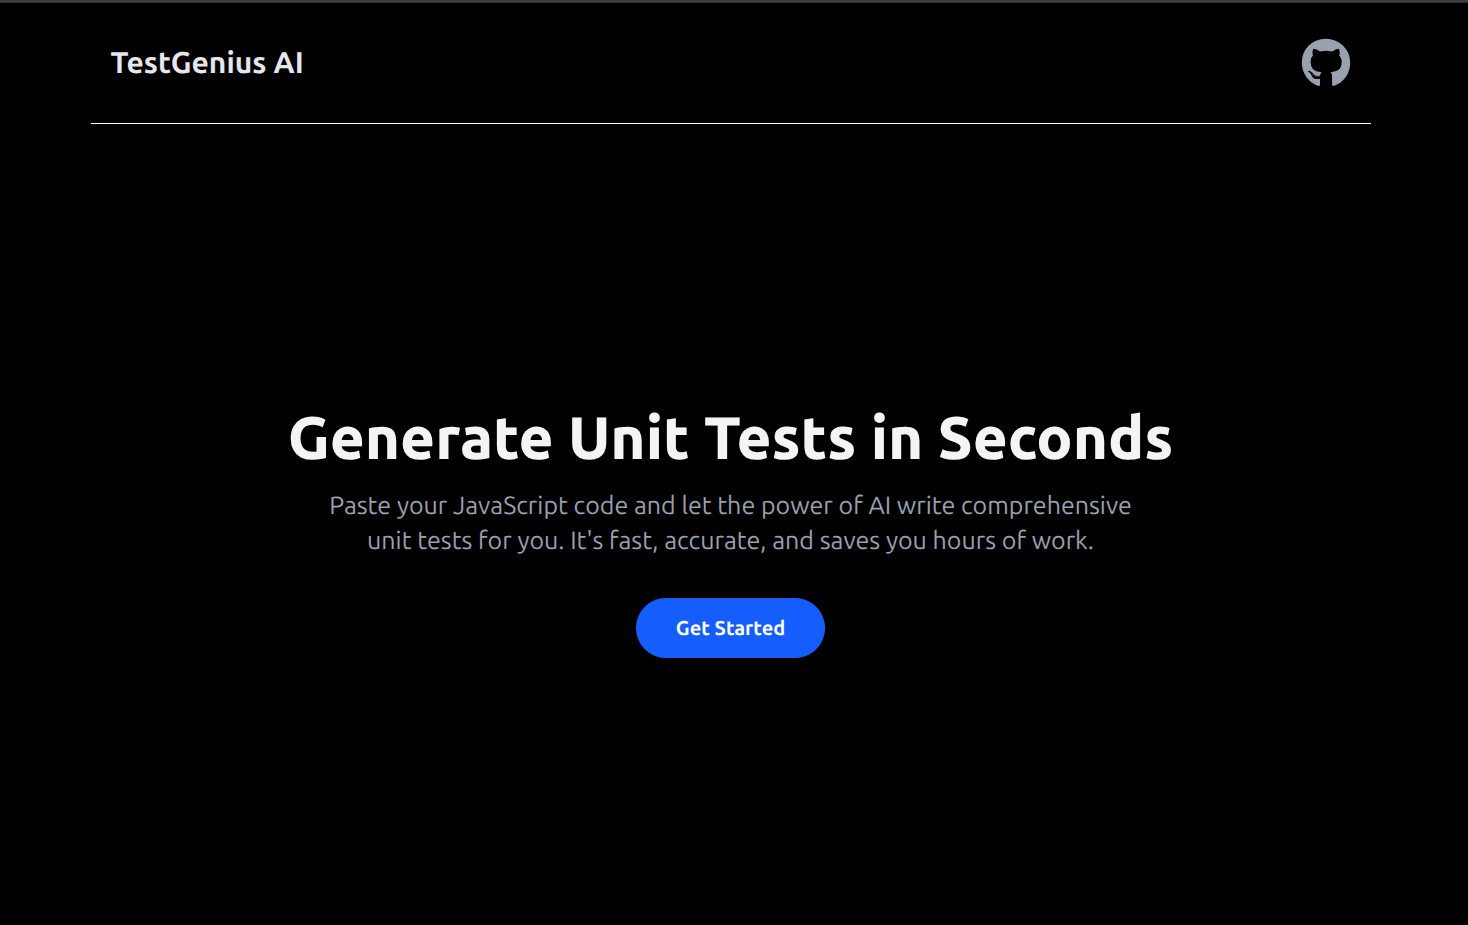 TestGenius AI
Generate Unit Tests in Seconds
Paste your JavaScript code and let the power of AI write comprehensive
unit tests for you. It's fast, accurate, and saves you hours of work.
Get Started